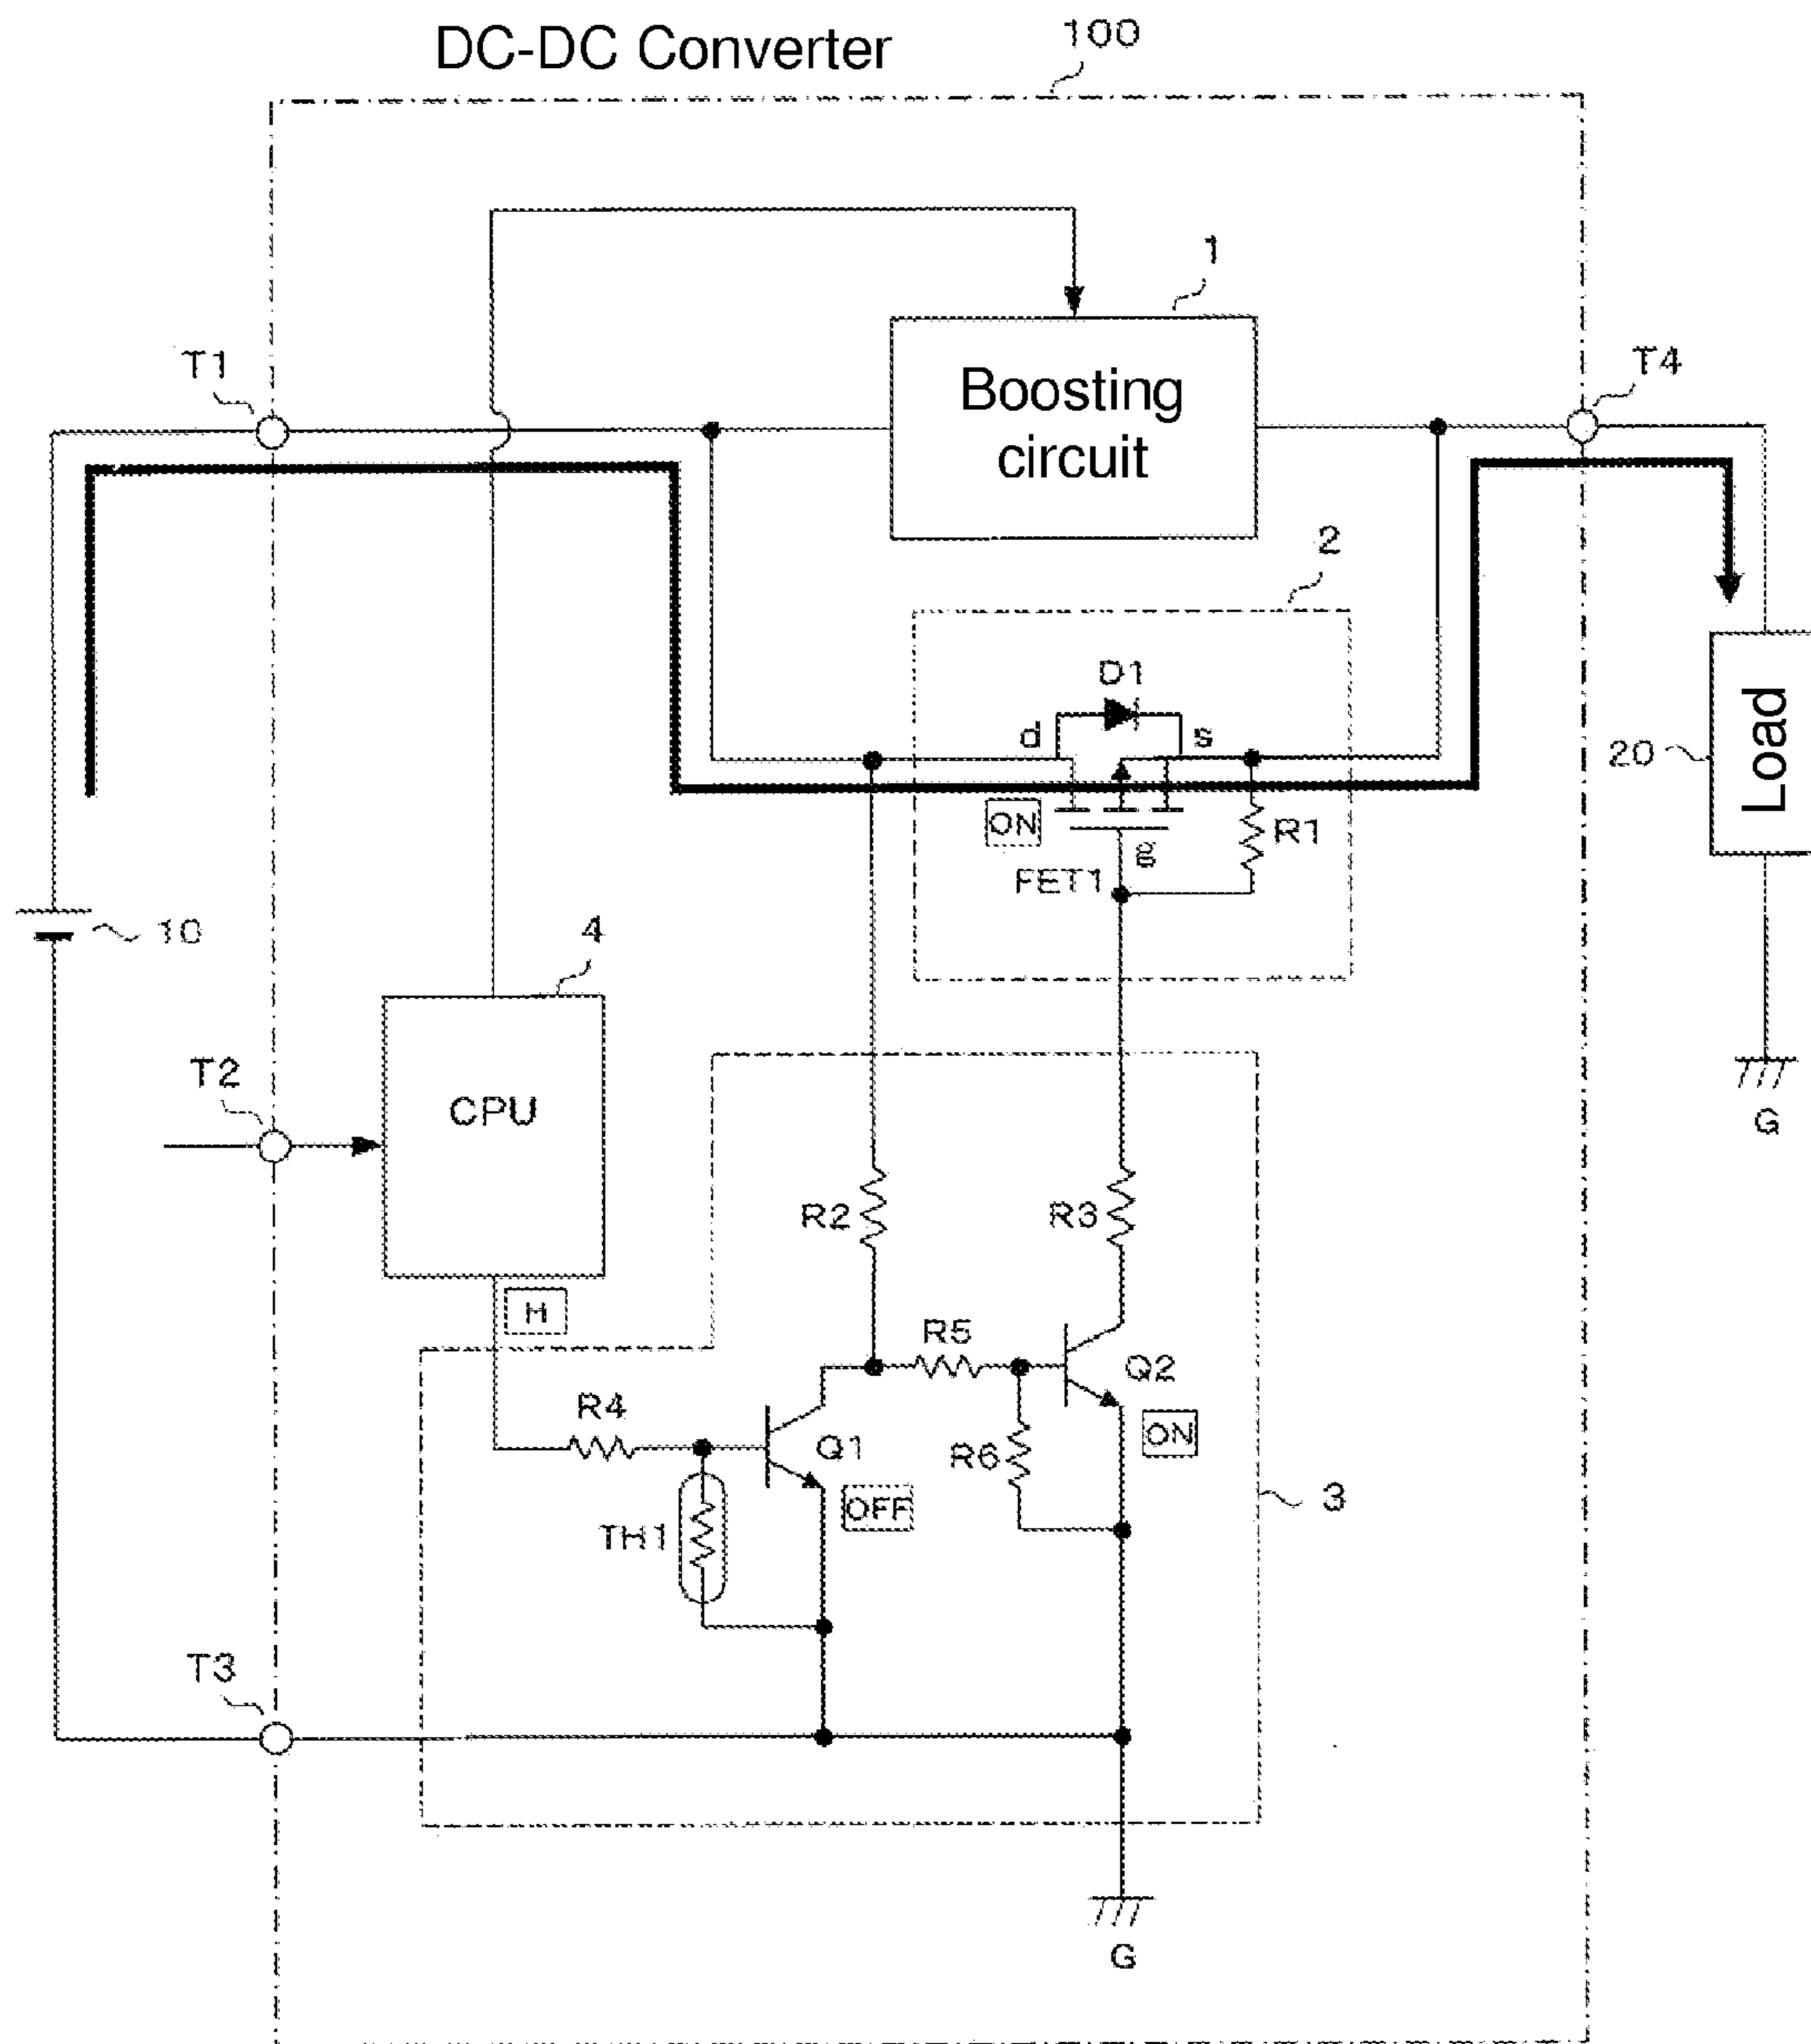 DC-DC Converter
100
1
T1
Boosting
circuit
T4
2
D1
d
s
ON
R1
g
FET1
20
Load
10
4
T2
CPU
G
R2
R3
H
R5
Q2
R4
ON
Q1
R6
OFF
TH1
3
T3
G